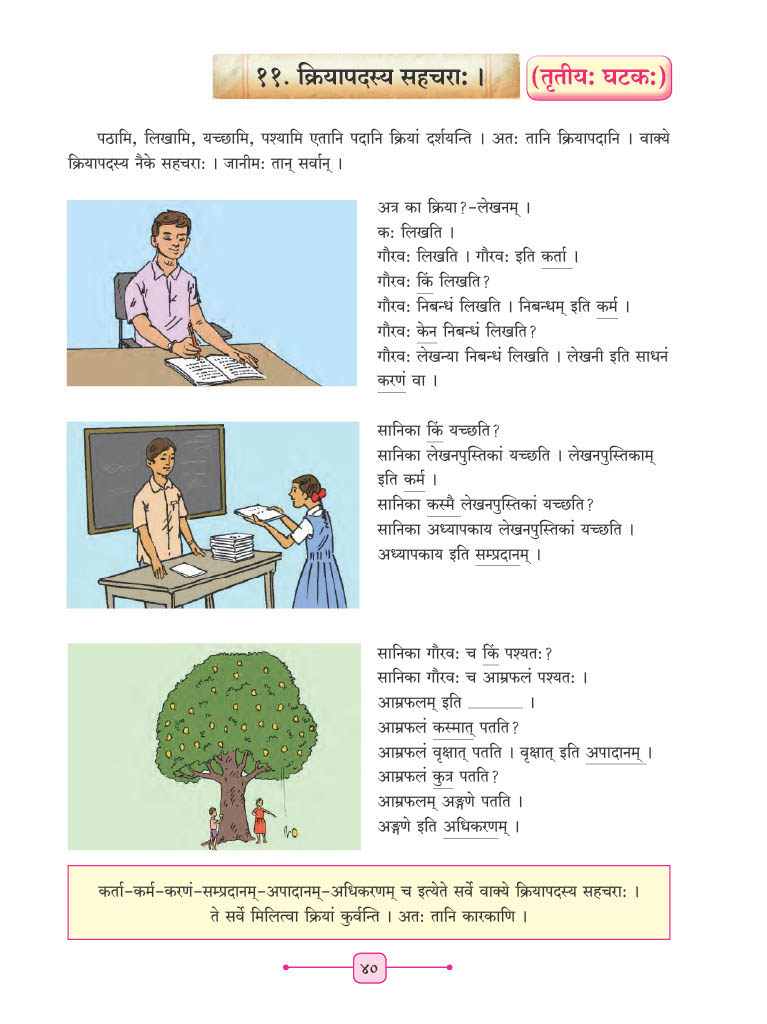 ११. क्रियापदस्य सहचराः ।
(तृतीयः घटकः)
पठामि, लिखामि, यच्छामि, पश्यामि एतानि पदानि क्रियां दर्शयन्ति । अतः तानि क्रियापदानि । वाक्ये
क्रियापदस्य नैके सहचराः । जानीमः तान् सर्वान् ।
अत्र का क्रिया?-लेखनम् ।
कः लिखति ।
गौरवः लिखति । गौरवः इति कर्ता ।
गौरवः किं लिखति?
गौरवः निबन्धं लिखति । निबन्धम् इति कर्म ।
गौरवः केन निबन्धं लिखति?
गौरवः लेखन्या निबन्धं लिखति । लेखनी इति साधनं
करणं वा ।
सानिका किं यच्छति?
सानिका लेखनपुस्तिकां यच्छति । लेखनपुस्तिकाम्
इति कर्म ।
सानिका कस्मै लेखनपुस्तिकां यच्छति?
सानिका अध्यापकाय लेखनपुस्तिकां यच्छति ।
अध्यापकाय इति सम्प्रदानम् ।
सानिका गौरवः च किं पश्यतः?
सानिका गौरवः च आम्रफलं पश्यतः ।
आम्रफलम् इति ________ ।
आम्रफलं कस्मात् पतति?
आम्रफलं वृक्षात् पतति । वृक्षात् इति अपादानम् ।
आम्रफलं कुत्र पतति?
आम्रफलम् अङ्गणे पतति ।
अङ्गणे इति अधिकरणम् ।
कर्ता-कर्म-करणं-सम्प्रदानम्-अपादानम्-अधिकरणम् च इत्येते सर्वे वाक्ये क्रियापदस्य सहचराः ।
ते सर्वे मिलित्वा क्रियां कुर्वन्ति । अतः तानि कारकाणि ।
४०